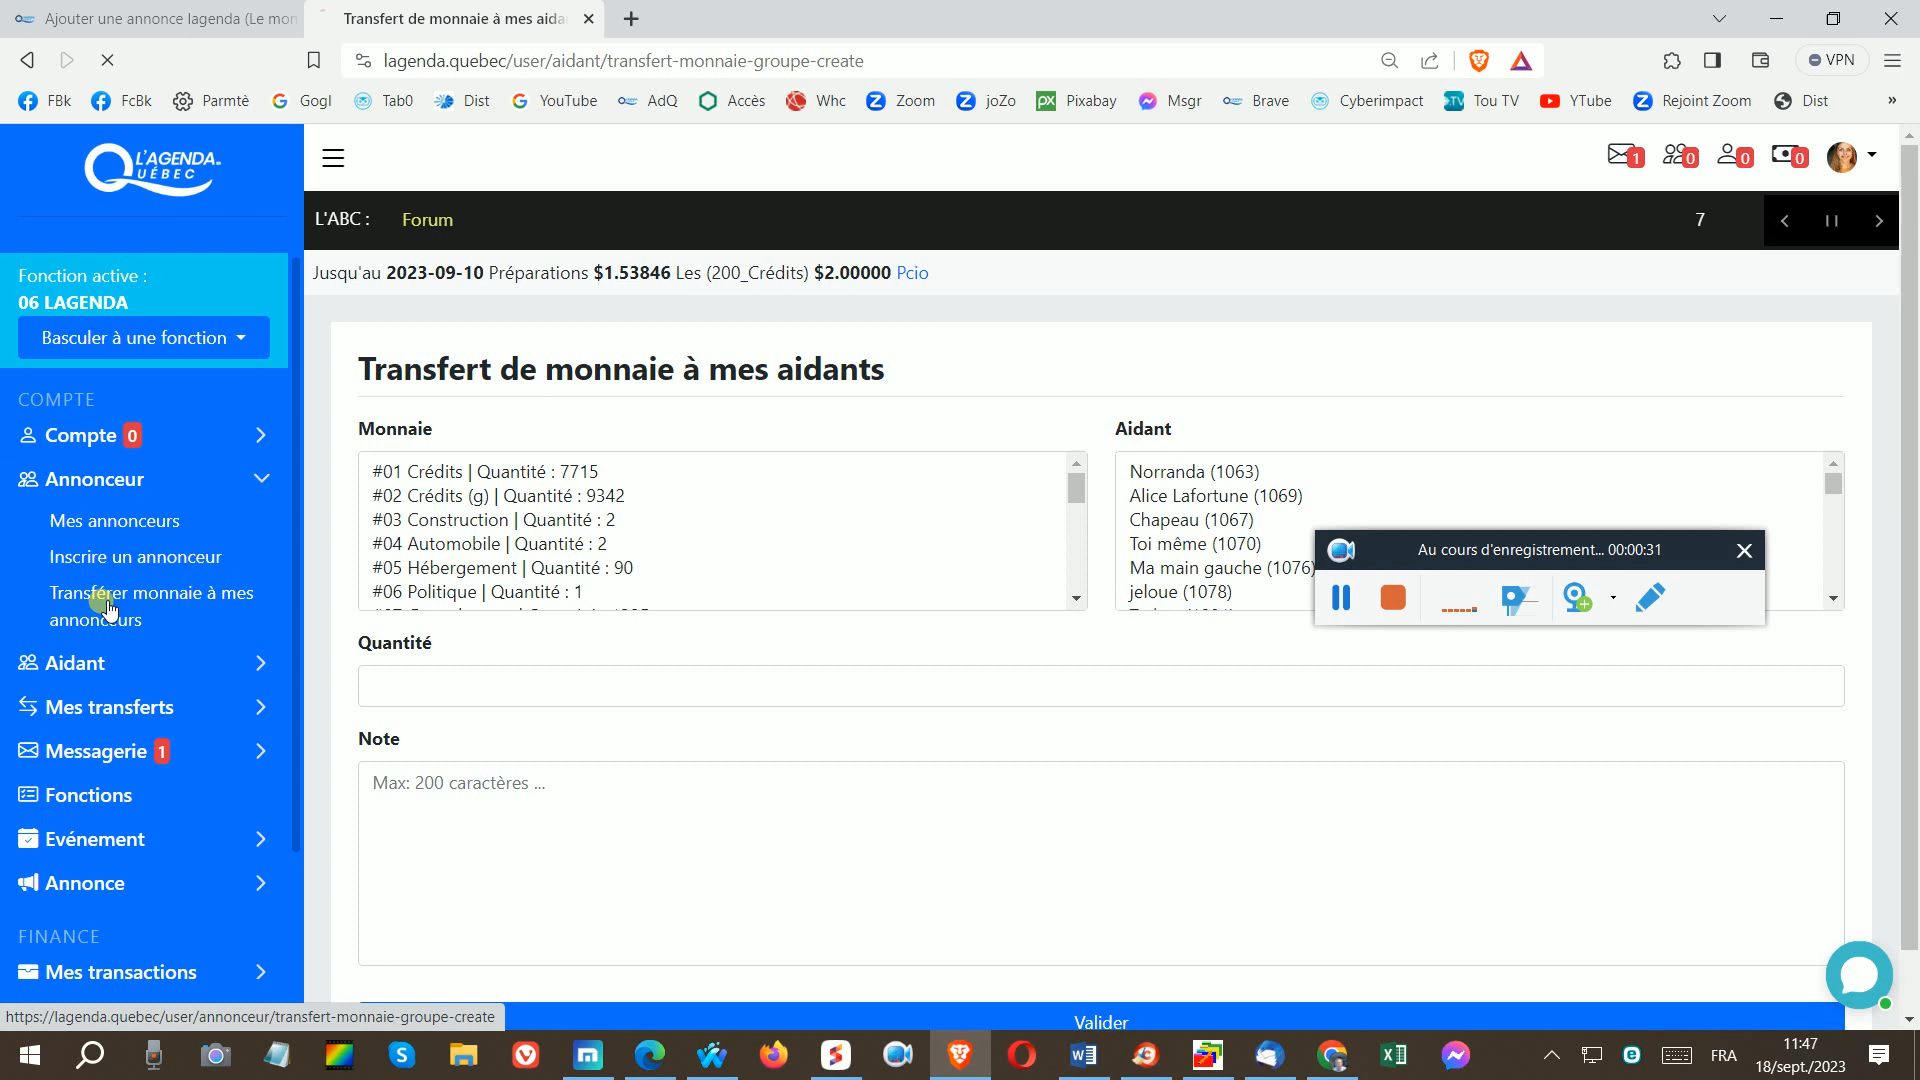 Ajouter une annonce lagenda (Le mon
Transfert de monnaie à mes aida
lagenda.quebec/user/aidant/transfert-monnaie-groupe-create
VPN
FBk
FcBk
Parmtè
Gogl
Tab0
Dist
YouTube
AdQ
Accès
Whc
Zoom
joZo
Pixabay
Msgr
Brave
Cyberimpact
Tou TV
YTube
Rejoint Zoom
Dist
»
L'AGENDA.
QUÉBEC
1
0
0
0
L'ABC :
Forum
7
Jusqu'au 2023-09-10 Préparations $1.53846 Les (200_Crédits) $2.00000 Pcio
Fonction active :
06 LAGENDA
Basculer à une fonction
COMPTE
Compte 0
Annonceur
Mes annonceurs
Inscrire un annonceur
Transférer monnaie à mes
annonceurs
Aidant
Mes transferts
Messagerie 1
Fonctions
Evénement
Annonce
FINANCE
Mes transactions
Transfert de monnaie à mes aidants
Monnaie
#01 Crédits | Quantité : 7715
#02 Crédits (g) | Quantité : 9342
#03 Construction | Quantité : 2
#04 Automobile | Quantité : 2
#05 Hébergement | Quantité : 90
#06 Politique | Quantité : 1
Aidant
Norranda (1063)
Alice Lafortune (1069)
Chapeau (1067)
Toi même (1070)
Ma main gauche (1076)
jeloue (1078)
Au cours d'enregistrement... 00:00:31
Quantité
Note
Max: 200 caractères ...
Valider
https://lagenda.quebec/user/annonceur/transfert-monnaie-groupe-create
FRA
11:47
18/sept./2023